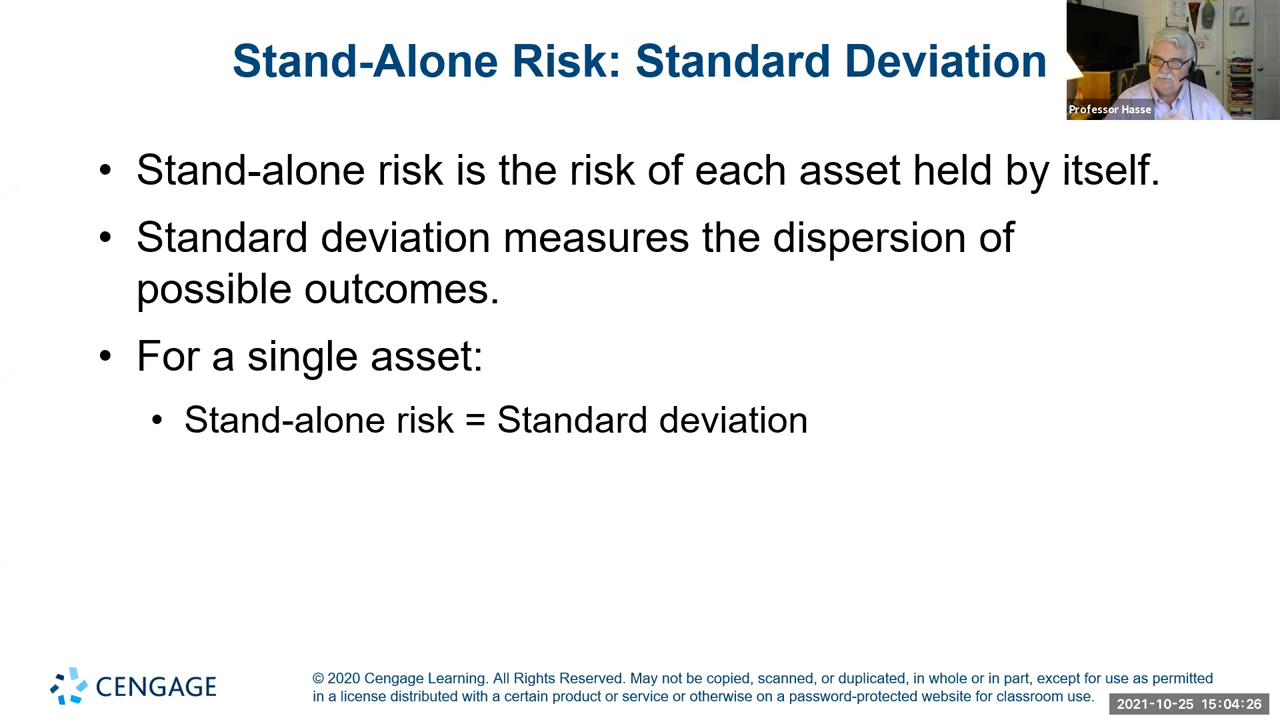 Stand-Alone Risk: Standard Deviation
Professor Hasse
• Stand-alone risk is the risk of each asset held by itself.
• Standard deviation measures the dispersion of
possible outcomes.
• For a single asset:
• Stand-alone risk = Standard deviation
CENGAGE
© 2020 Cengage Learning. All Rights Reserved. May not be copied, scanned, or duplicated, in whole or in part, except for use as permitted
in a license distributed with a certain product or service or otherwise on a password-protected website for classroom use.
2021-10-25 15:04:26